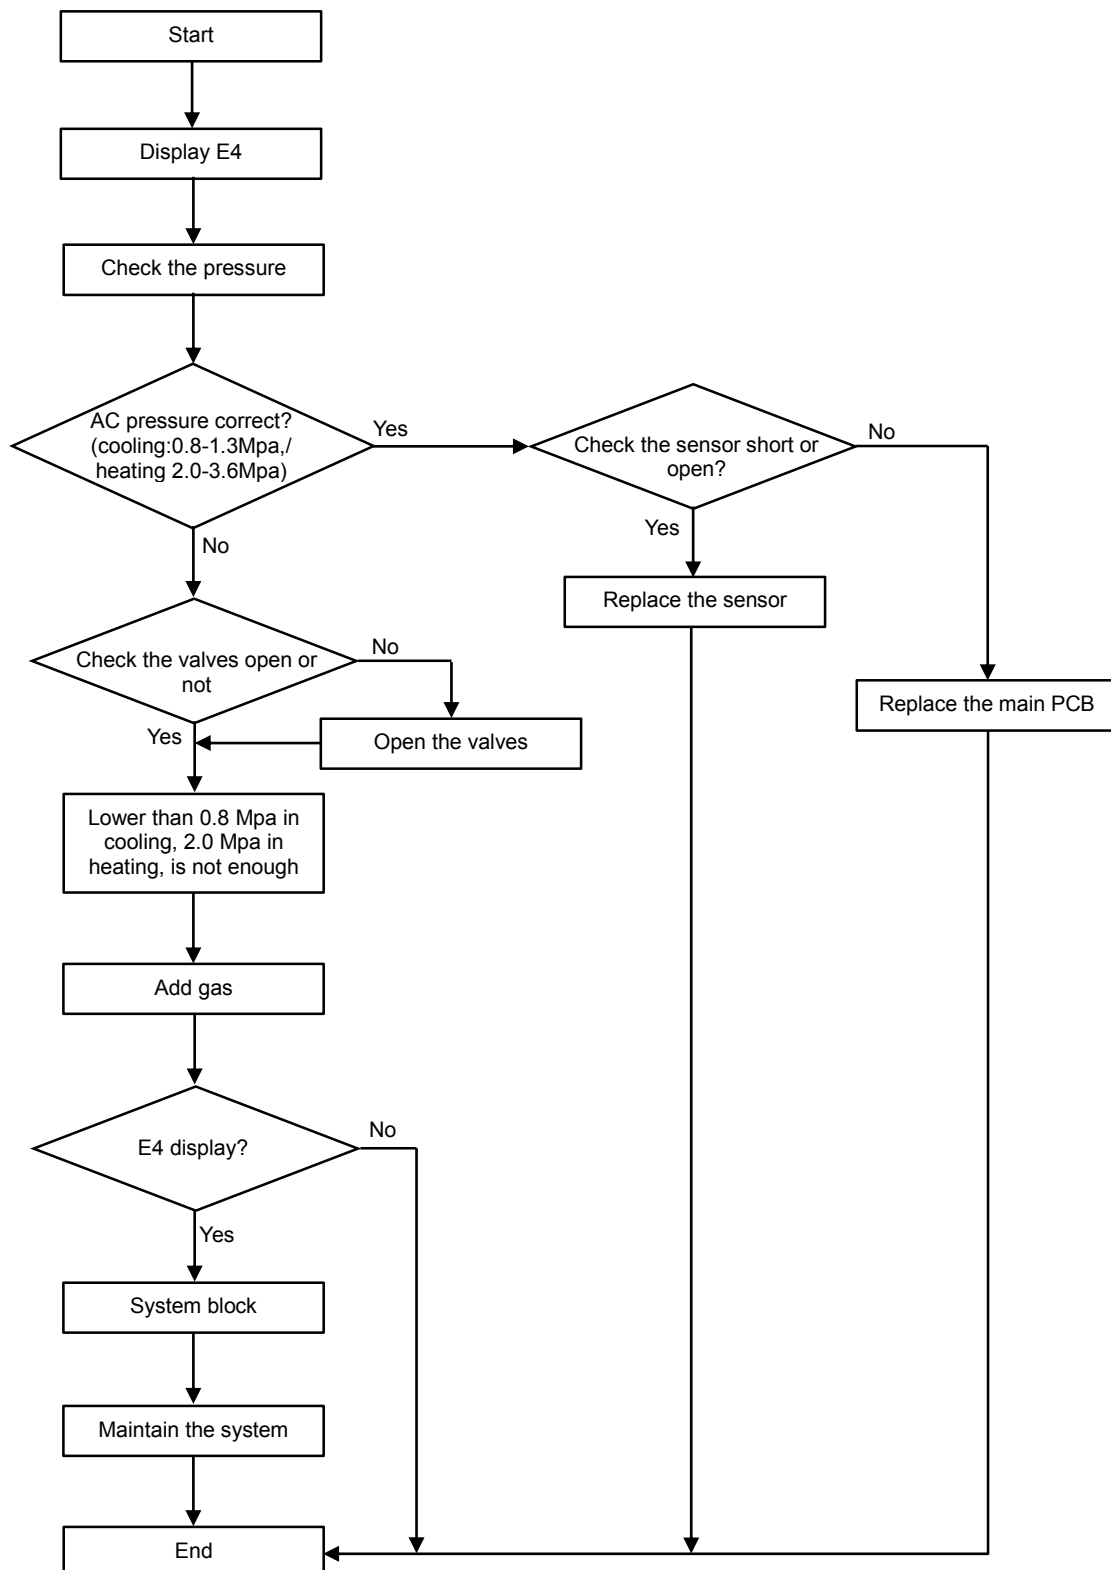 Start
Display E4
Check the pressure
AC pressure correct?
(cooling:0.8-1.3Mpa,/
heating 2.0-3.6Mpa)
Yes
No
Check the sensor short or
open?
No
Yes
Replace the sensor
Replace the main PCB
Check the valves open or
not
No
Yes
Open the valves
Lower than 0.8 Mpa in
cooling, 2.0 Mpa in
heating, is not enough
Add gas
E4 display?
No
Yes
System block
Maintain the system
End